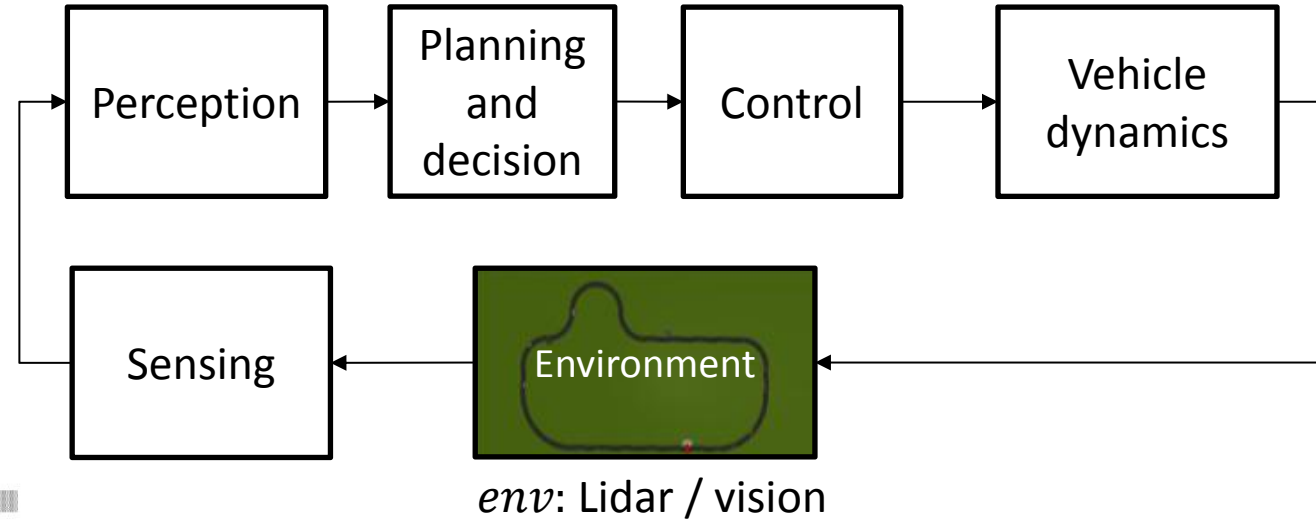 Perception
Planning
and
decision
Control
Vehicle
dynamics
Sensing
Environment
env: Lidar / vision